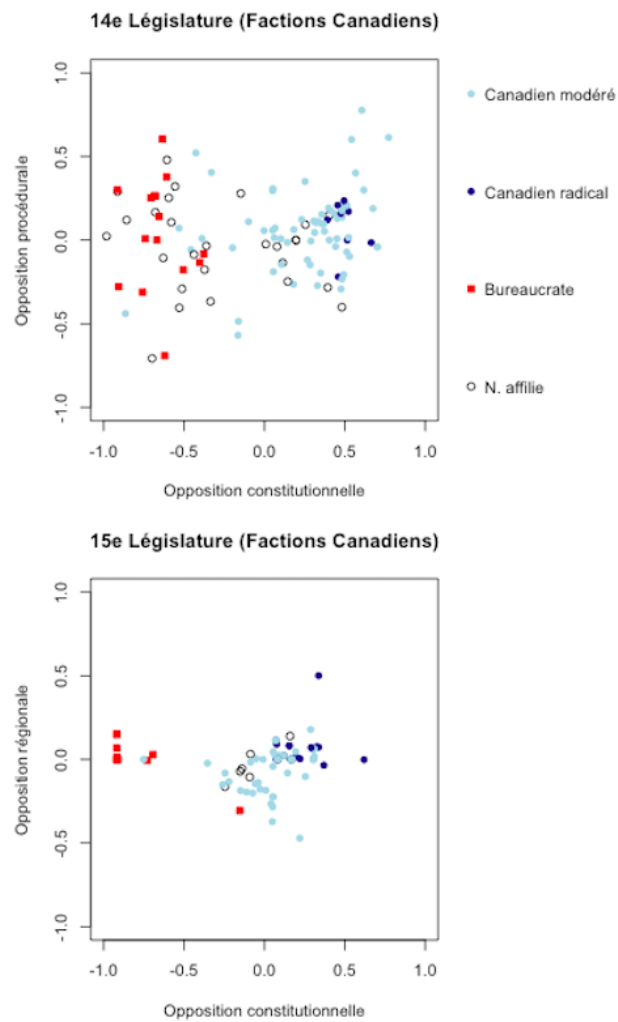 14e Législature (Factions Canadiens)
Opposition procédurale
1.0
0.5
0.0
-0.5
-1.0
-1.0 -0.5 0.0 0.5 1.0
Opposition constitutionnelle
Canadien modéré
Canadien radical
Bureaucrate
N. affilie
15e Législature (Factions Canadiens)
Opposition régionale
1.0
0.5
0.0
-0.5
-1.0
-1.0 -0.5 0.0 0.5 1.0
Opposition constitutionnelle